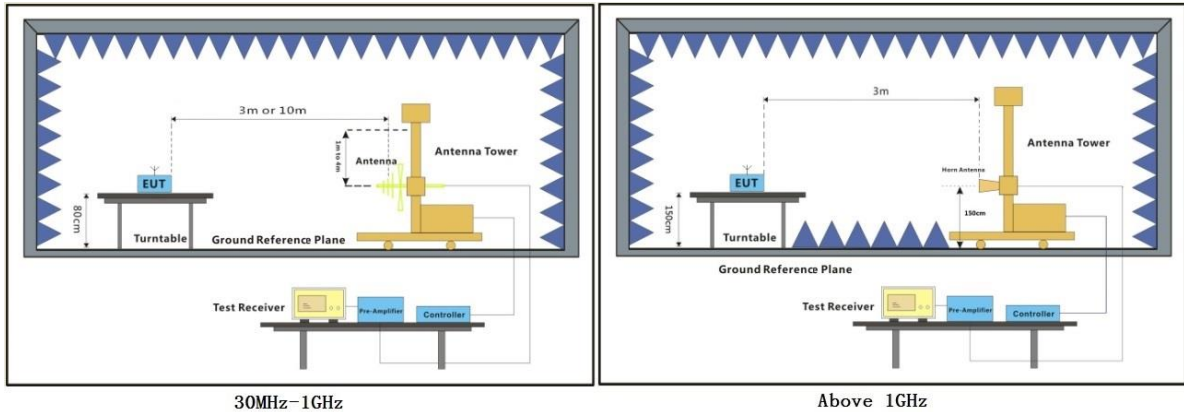 3m or 10m
1m to 4m
Antenna
Antenna Tower
EUT
80cm
Turntable
Ground Reference Plane
Test Receiver
Pre-Amplifier
Controller
30MHz-1GHz
3m
Antenna Tower
Horn Antenna
EUT
150cm
150cm
Turntable
Ground Reference Plane
Test Receiver
Pre-Amplifier
Controller
Above 1GHz